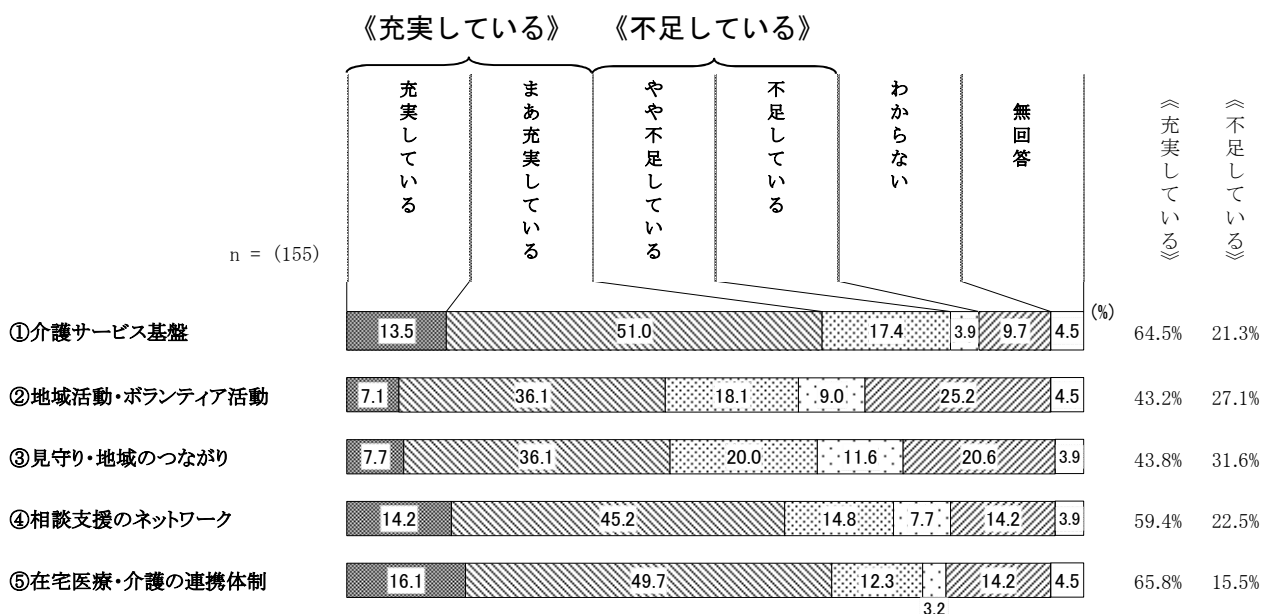 《充実している》 《不足している》
充実している
まあ充実している
やや不足している
不足している
わからない
無回答
《充実している》
《不足している》
n = (155)
(%)
①介護サービス基盤 13.5 51.0 17.4 3.9 9.7 4.5 64.5% 21.3%
②地域活動・ボランティア活動 7.1 36.1 18.1 9.0 25.2 4.5 43.2% 27.1%
③見守り・地域のつながり 7.7 36.1 20.0 11.6 20.6 3.9 43.8% 31.6%
④相談支援のネットワーク 14.2 45.2 14.8 7.7 14.2 3.9 59.4% 22.5%
⑤在宅医療・介護の連携体制 16.1 49.7 12.3 14.2 4.5 65.8% 15.5%
3.2